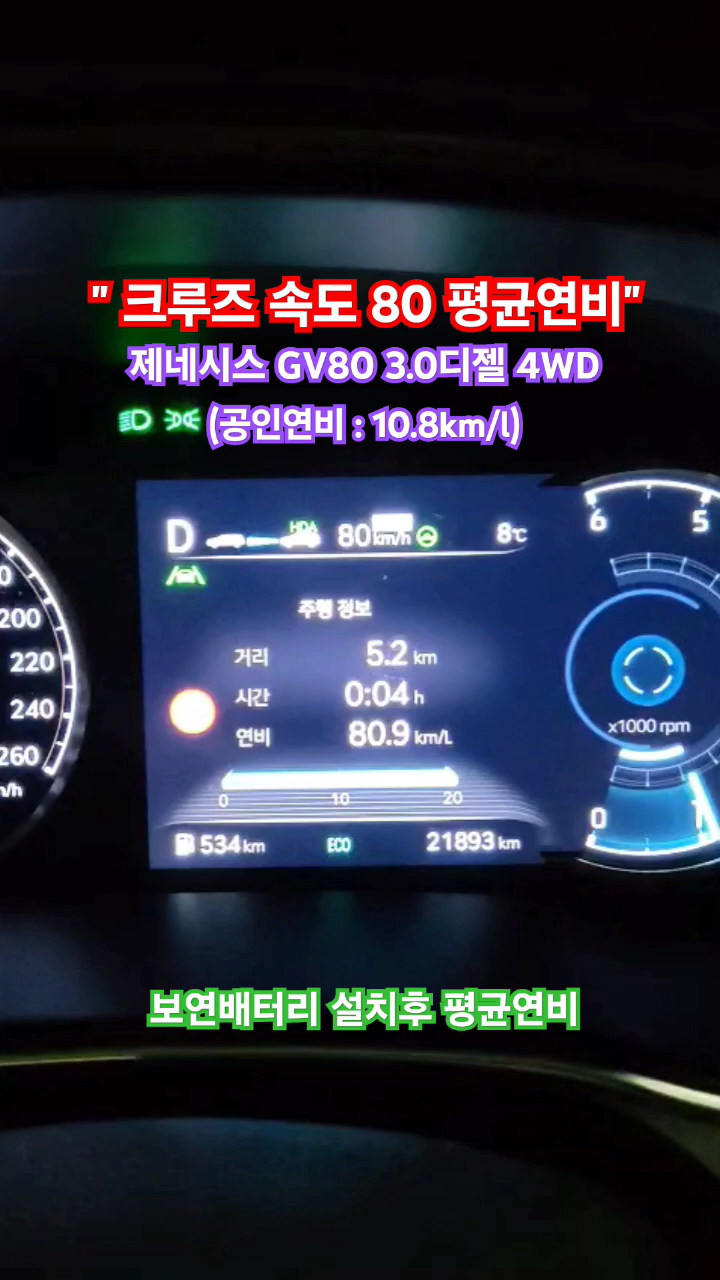 " 크루즈 속도 80 평균연비"
제네시스 GV80 3.0디젤 4WD
(공인연비 : 10.8km/l)
D HDA 80 km/h 8℃
6 5
주행 정보
거리 5.2 km
시간 0:04 h
연비 80.9 km/L
0 10 20
534 km ECO 21893 km
0
200
220
240
260
x1000 rpm
0 1
보연배터리 설치후 평균연비